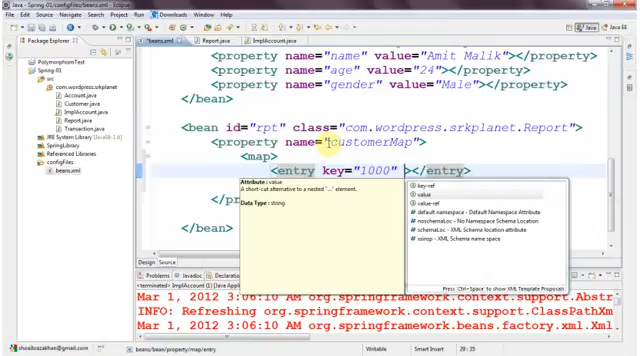 Java - Spring-01/configFiles/beans.xml - Eclipse
File Edit Source Navigate Search Project Run Downloads Window Help
Java
Package Explorer
*beans.xml
Report.java
ImplAccount.java
PolymorphismText
Spring-01
src
com.wordpress.srkplanet
Account.java
Customer.java
ImplAccount.java
Report.java
Transaction.java
JRE System Library
SpringLibrary
Referenced Libraries
configFiles
beans.xml
<property name="name" value="Amit Malik"></property>
<property name="age" value="24"></property>
<property name="gender" value="Male"></property>
</bean>
<bean id="rpt" class="com.wordpress.srkplanet.Report">
<property name="customerMap">
<map>
<entry key="1000" ></entry>
</bean>
Attribute : value
A short-cut alternative to a nested "..." element.
Data Type : string
key-ref
value
value-ref
default namespace - Default Namespace Attribute
noschemaLoc - No Namespace Schema Location
schemaLoc - XML Schema location attribute
xsinsp - XML Schema name space
Press 'Ctrl+Space' to show XML Template Proposals
Design Source
Problems
Javadoc
Declaration
Mar 1, 2012 3:06:10 AM org.springframework.context.support.Abstr
INFO: Refreshing org.springframework.context.support.ClassPathXm
Mar 1, 2012 3:06:10 AM org.springframework.beans.factory.xml.Xml
shoaibwazakhan@gmail.com
beans/bean/property/map/entry
Writable
Smart Insert
29 : 35